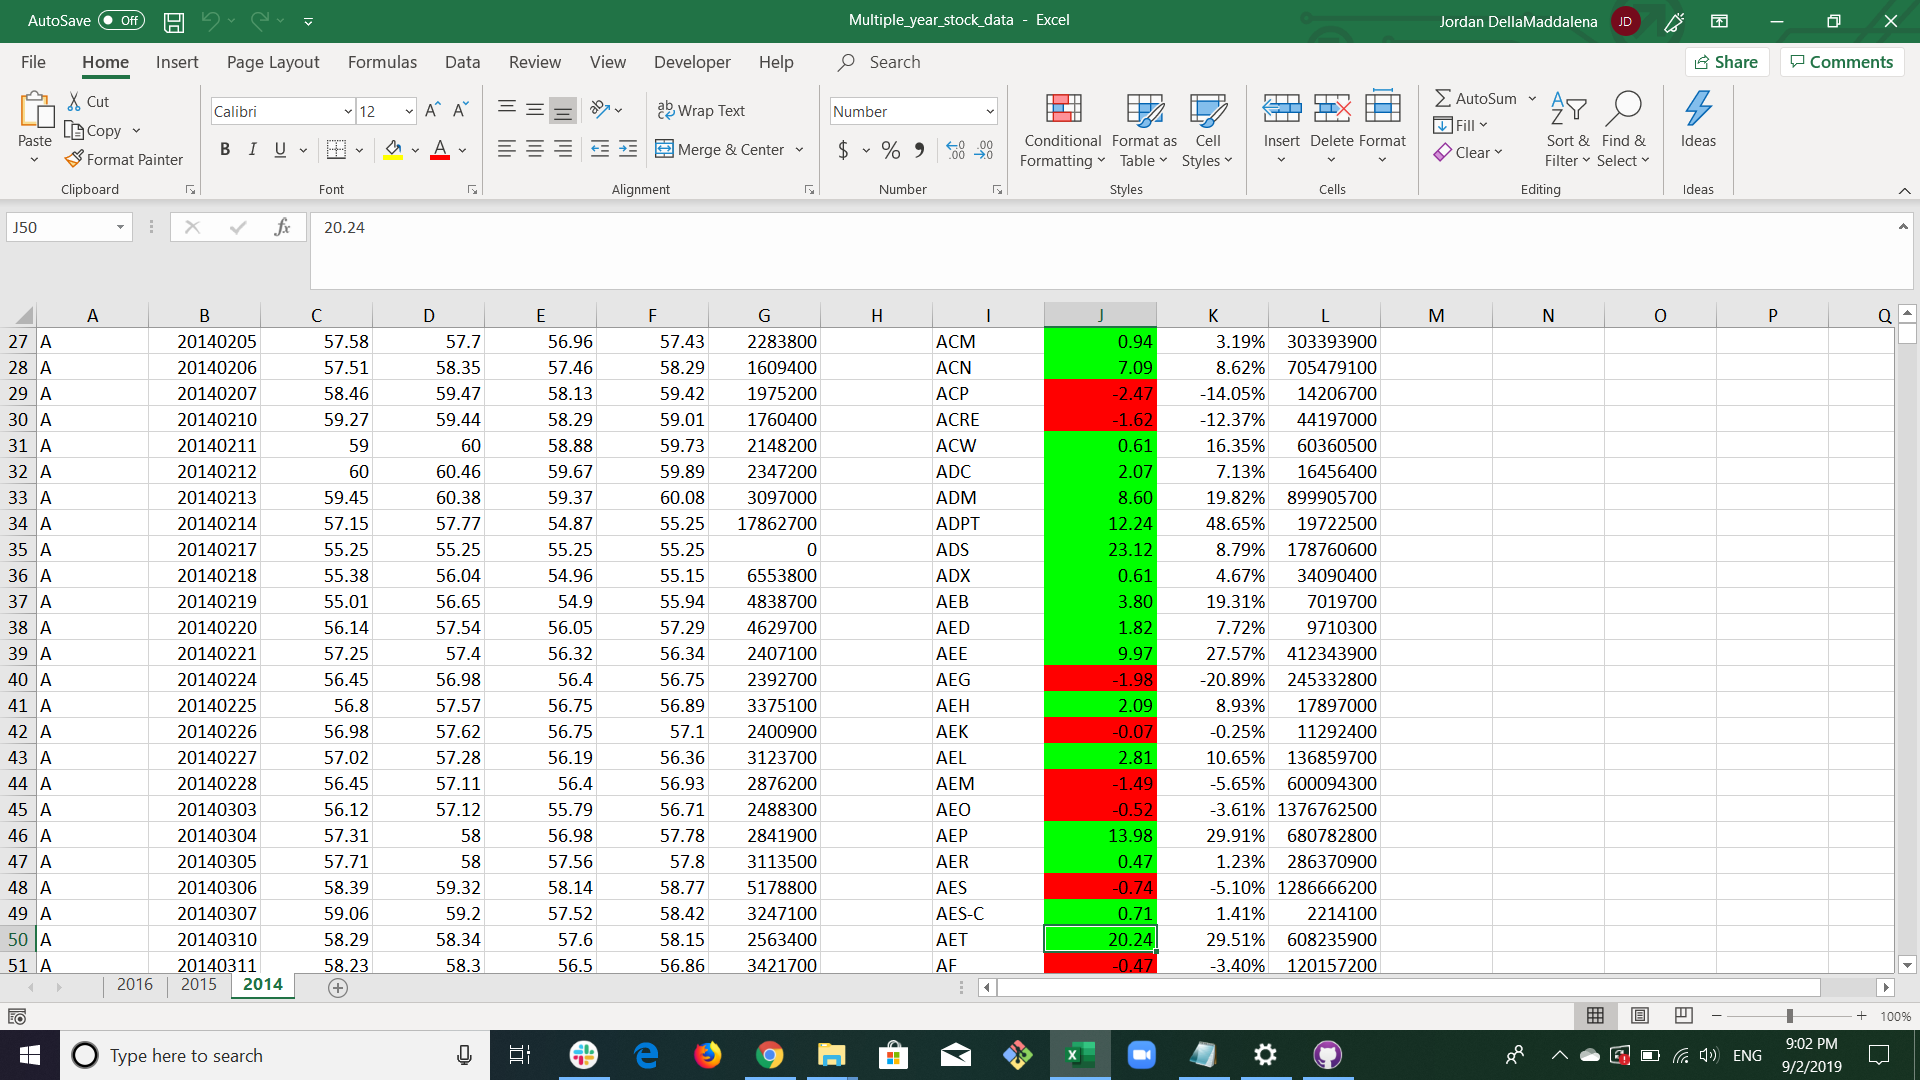 AutoSave Off Multiple_year_stock_data - Excel Jordan DellaMaddalena JD
File Home Insert Page Layout Formulas Data Review View Developer Help Search Share Comments
Paste Cut Copy Format Painter Clipboard
Calibri 12 B I U A Font
Wrap Text Merge & Center Alignment
Number $ % Number
Conditional Formatting Format as Table Cell Styles Styles
Insert Delete Format Cells
AutoSum Fill Clear Sort & Filter Find & Select Editing
Ideas Ideas
J50 fx 20.24
A B C D E F G H I J K L M N O P Q
27 A 20140205 57.58 57.7 56.96 57.43 2283800 ACM 0.94 3.19% 303393900
28 A 20140206 57.51 58.35 57.46 58.29 1609400 ACN 7.09 8.62% 705479100
29 A 20140207 58.46 59.47 58.13 59.42 1975200 ACP -2.47 -14.05% 14206700
30 A 20140210 59.27 59.44 58.29 59.01 1760400 ACRE -1.62 -12.37% 44197000
31 A 20140211 59 60 58.88 59.73 2148200 ACW 0.61 16.35% 60360500
32 A 20140212 60 60.46 59.67 59.89 2347200 ADC 2.07 7.13% 16456400
33 A 20140213 59.45 60.38 59.37 60.08 3097000 ADM 8.60 19.82% 899905700
34 A 20140214 57.15 57.77 54.87 55.25 17862700 ADPT 12.24 48.65% 19722500
35 A 20140217 55.25 55.25 55.25 55.25 0 ADS 23.12 8.79% 178760600
36 A 20140218 55.38 56.04 54.96 55.15 6553800 ADX 0.61 4.67% 34090400
37 A 20140219 55.01 56.65 54.9 55.94 4838700 AEB 3.80 19.31% 7019700
38 A 20140220 56.14 57.54 56.05 57.29 4629700 AED 1.82 7.72% 9710300
39 A 20140221 57.25 57.4 56.32 56.34 2407100 AEE 9.97 27.57% 412343900
40 A 20140224 56.45 56.98 56.4 56.75 2392700 AEG -1.98 -20.89% 245332800
41 A 20140225 56.8 57.57 56.75 56.89 3375100 AEH 2.09 8.93% 17897000
42 A 20140226 56.98 57.62 56.75 57.1 2400900 AEK -0.07 -0.25% 11292400
43 A 20140227 57.02 57.28 56.19 56.36 3123700 AEL 2.81 10.65% 136859700
44 A 20140228 56.45 57.11 56.4 56.93 2876200 AEM -1.49 -5.65% 600094300
45 A 20140303 56.12 57.12 55.79 56.71 2488300 AEO -0.52 -3.61% 1376762500
46 A 20140304 57.31 58 56.98 57.78 2841900 AEP 13.98 29.91% 680782800
47 A 20140305 57.71 58 57.56 57.8 3113500 AER 0.47 1.23% 286370900
48 A 20140306 58.39 59.32 58.14 58.77 5178800 AES -0.74 -5.10% 1286666200
49 A 20140307 59.06 59.2 57.52 58.42 3247100 AES-C 0.71 1.41% 2214100
50 A 20140310 58.29 58.34 57.6 58.15 2563400 AET 20.24 29.51% 608235900
51 A 20140311 58.23 58.3 56.5 56.86 3421700 AF -0.47 -3.40% 120157200
2016 2015 2014
100%
Type here to search ENG 9:02 PM
9/2/2019